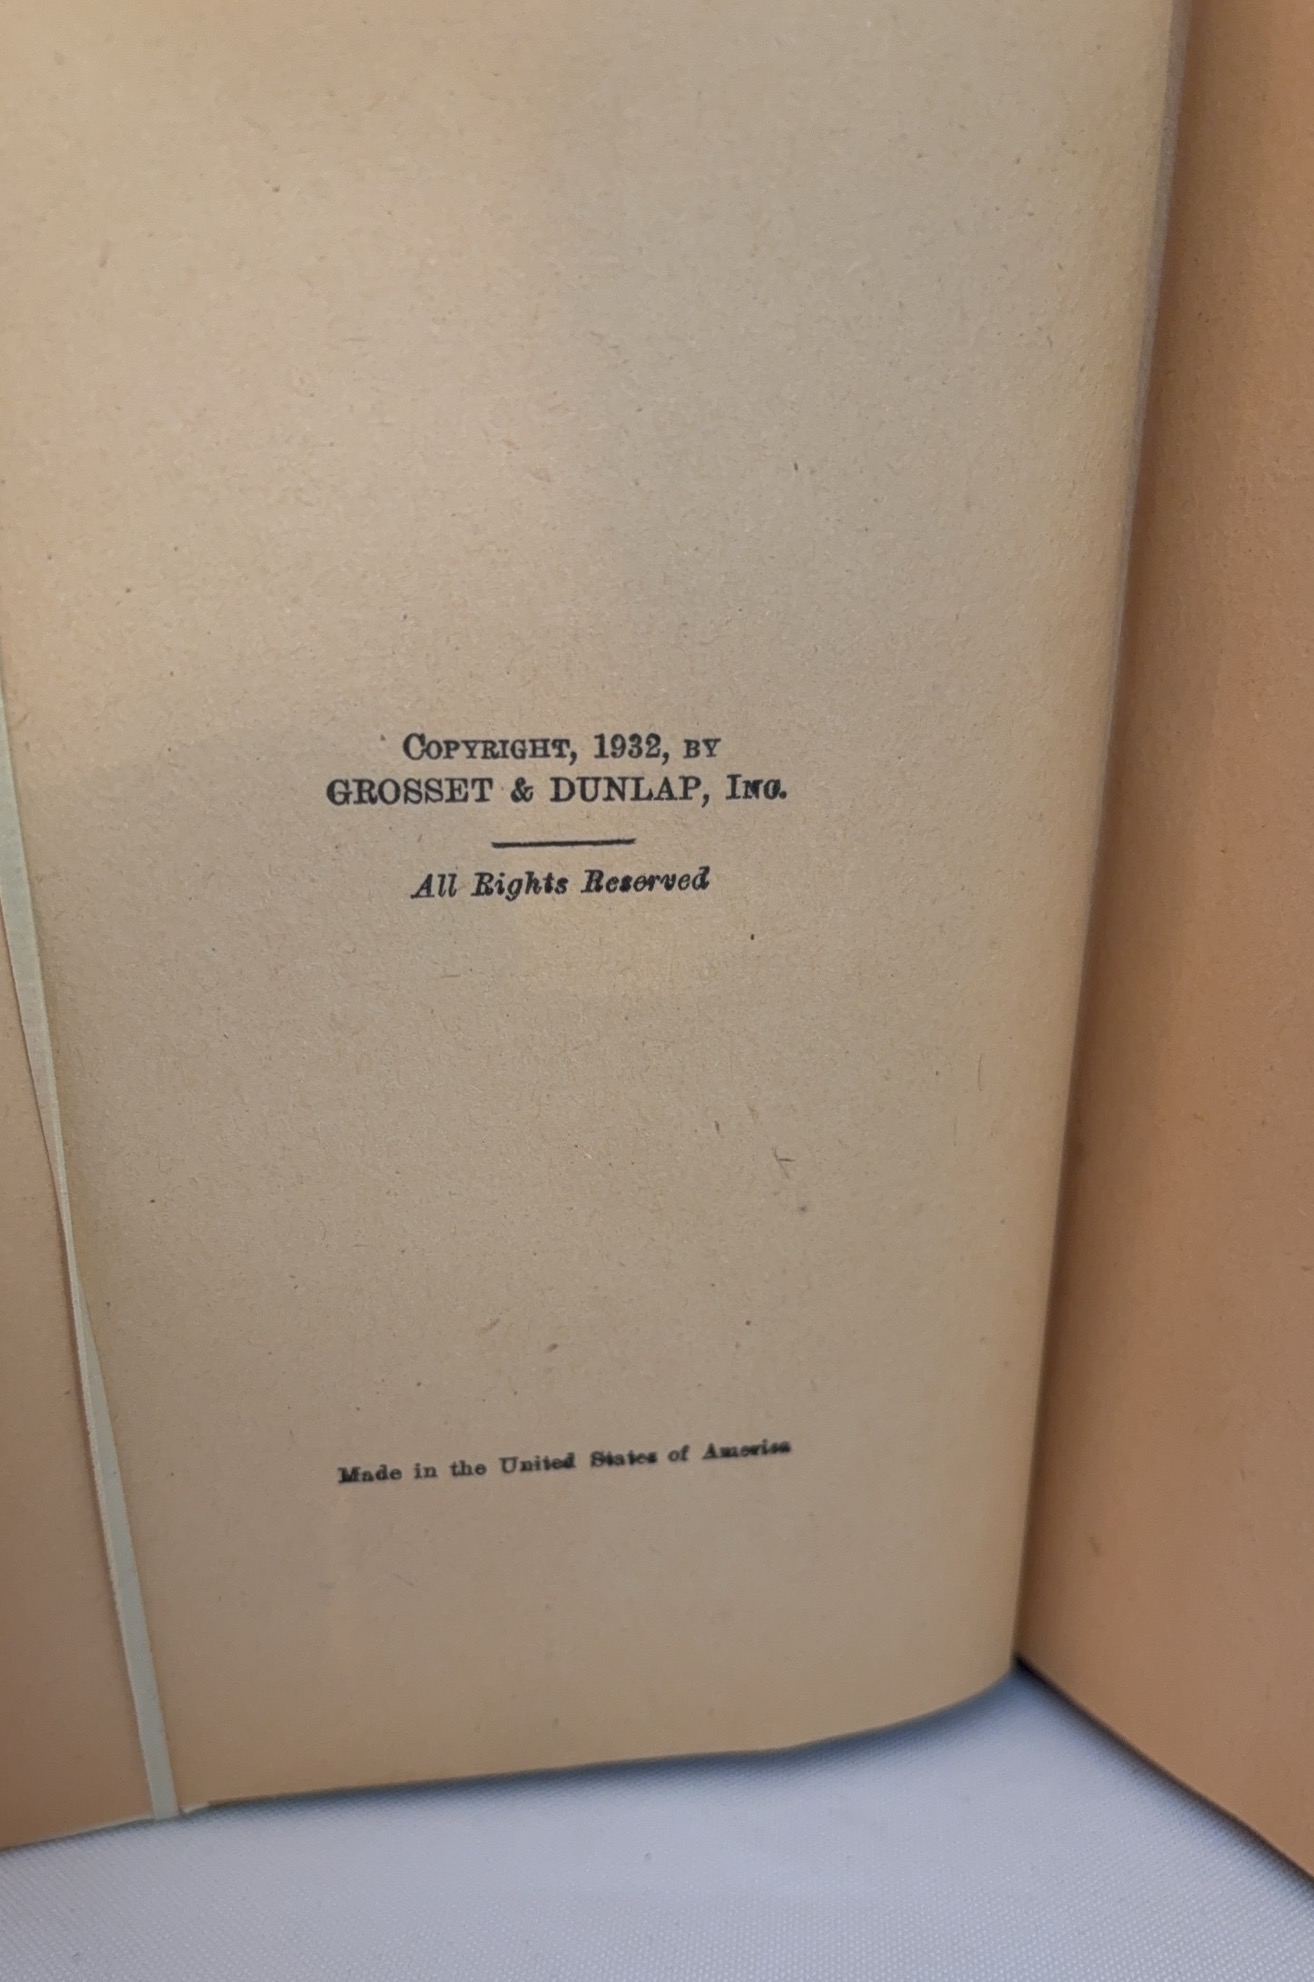 COPYRIGHT, 1932, BY
GROSSET & DUNLAP, INC.
All Rights Reserved
Made in the United States of America